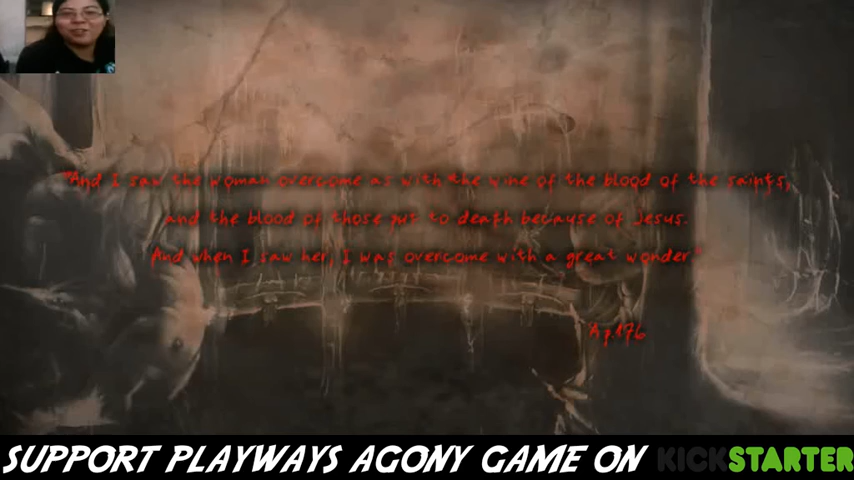 "And I saw the woman overcome as with the wine of the blood of the saints,
and the blood of those put to death because of Jesus.
And when I saw her, I was overcome with a great wonder"
Ap.176
SUPPORT PLAYWAYS AGONY GAME ON KICKSTARTER